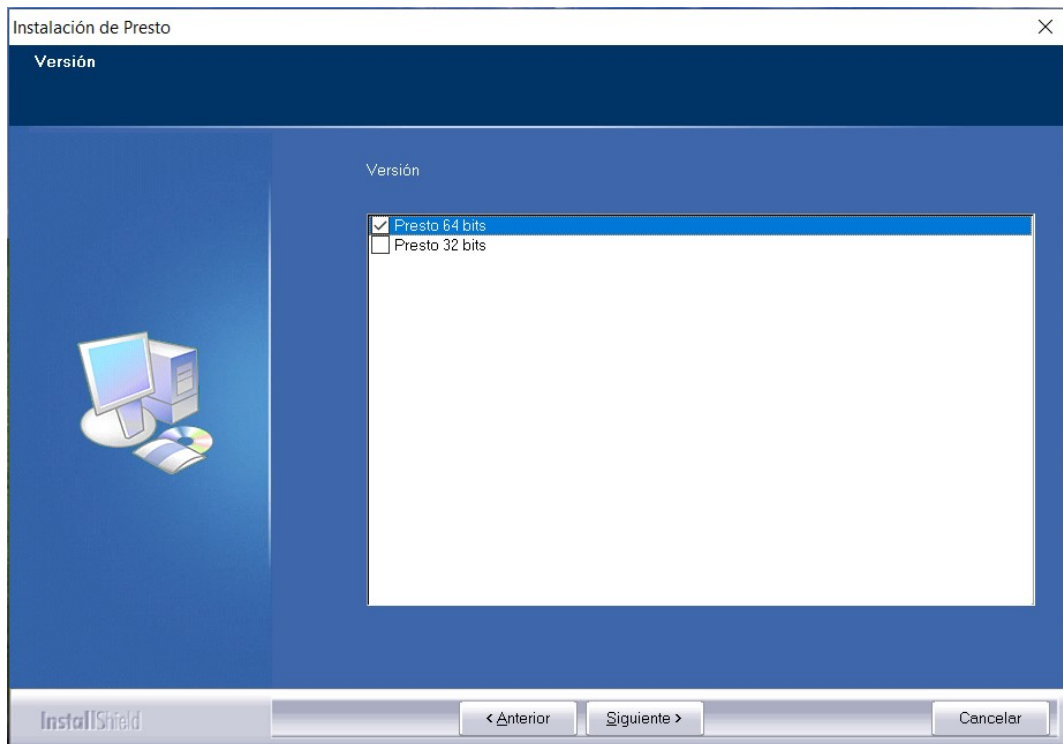 Instalación de Presto
Versión
Versión
Presto 64 bits
Presto 32 bits
InstallShield
< Anterior
Siguiente >
Cancelar